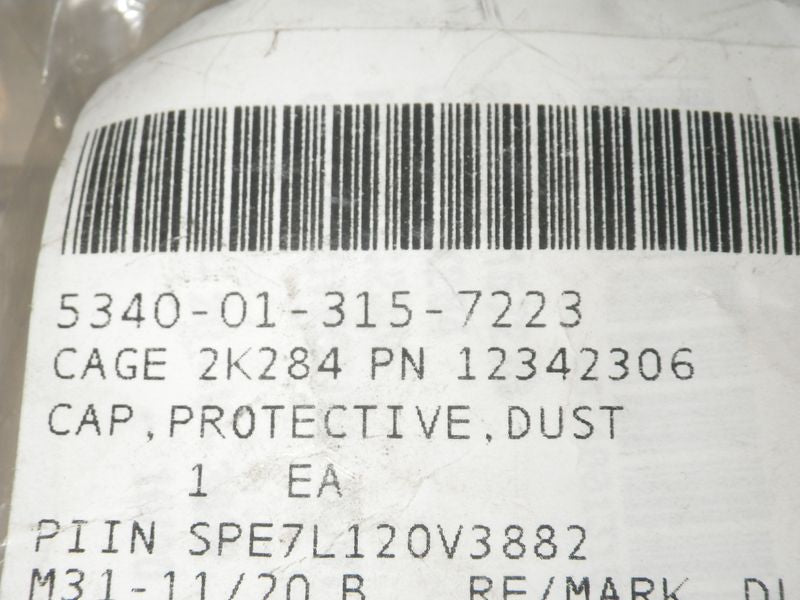 5340-01-315-7223
CAGE 2K284 PN 12342306
CAP,PROTECTIVE,DUST
1 EA
PIIN SPE7L120V3882
M31-11/20 B RE/MARK